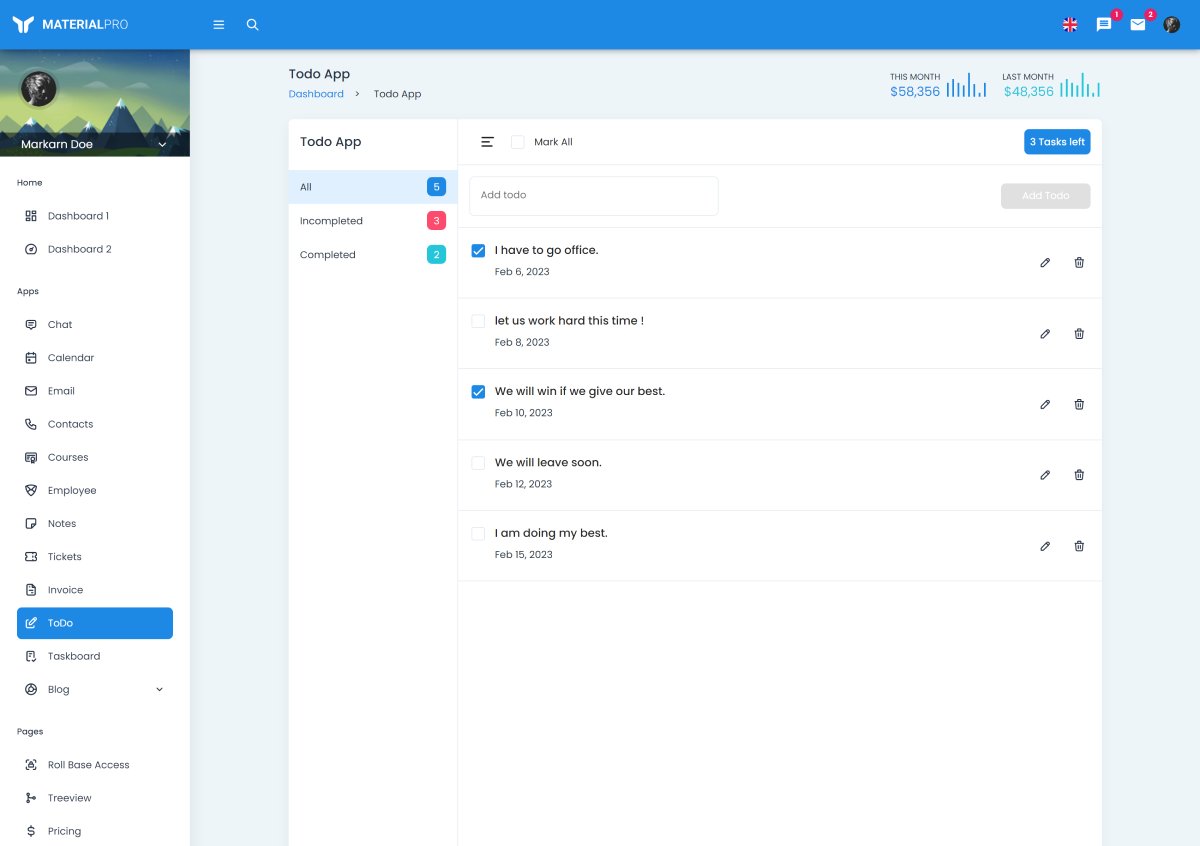 MATERIALPRO
1
2
Markarn Doe
Home
Dashboard 1
Dashboard 2
Apps
Chat
Calendar
Email
Contacts
Courses
Employee
Notes
Tickets
Invoice
ToDo
Taskboard
Blog
Pages
Roll Base Access
Treeview
Pricing
Todo App
Dashboard > Todo App
THIS MONTH
$58,356
LAST MONTH
$48,356
Todo App
All 5
Incompleted 3
Completed 2
Mark All
3 Tasks left
Add todo
Add Todo
I have to go office.
Feb 6, 2023
let us work hard this time !
Feb 8, 2023
We will win if we give our best.
Feb 10, 2023
We will leave soon.
Feb 12, 2023
I am doing my best.
Feb 15, 2023